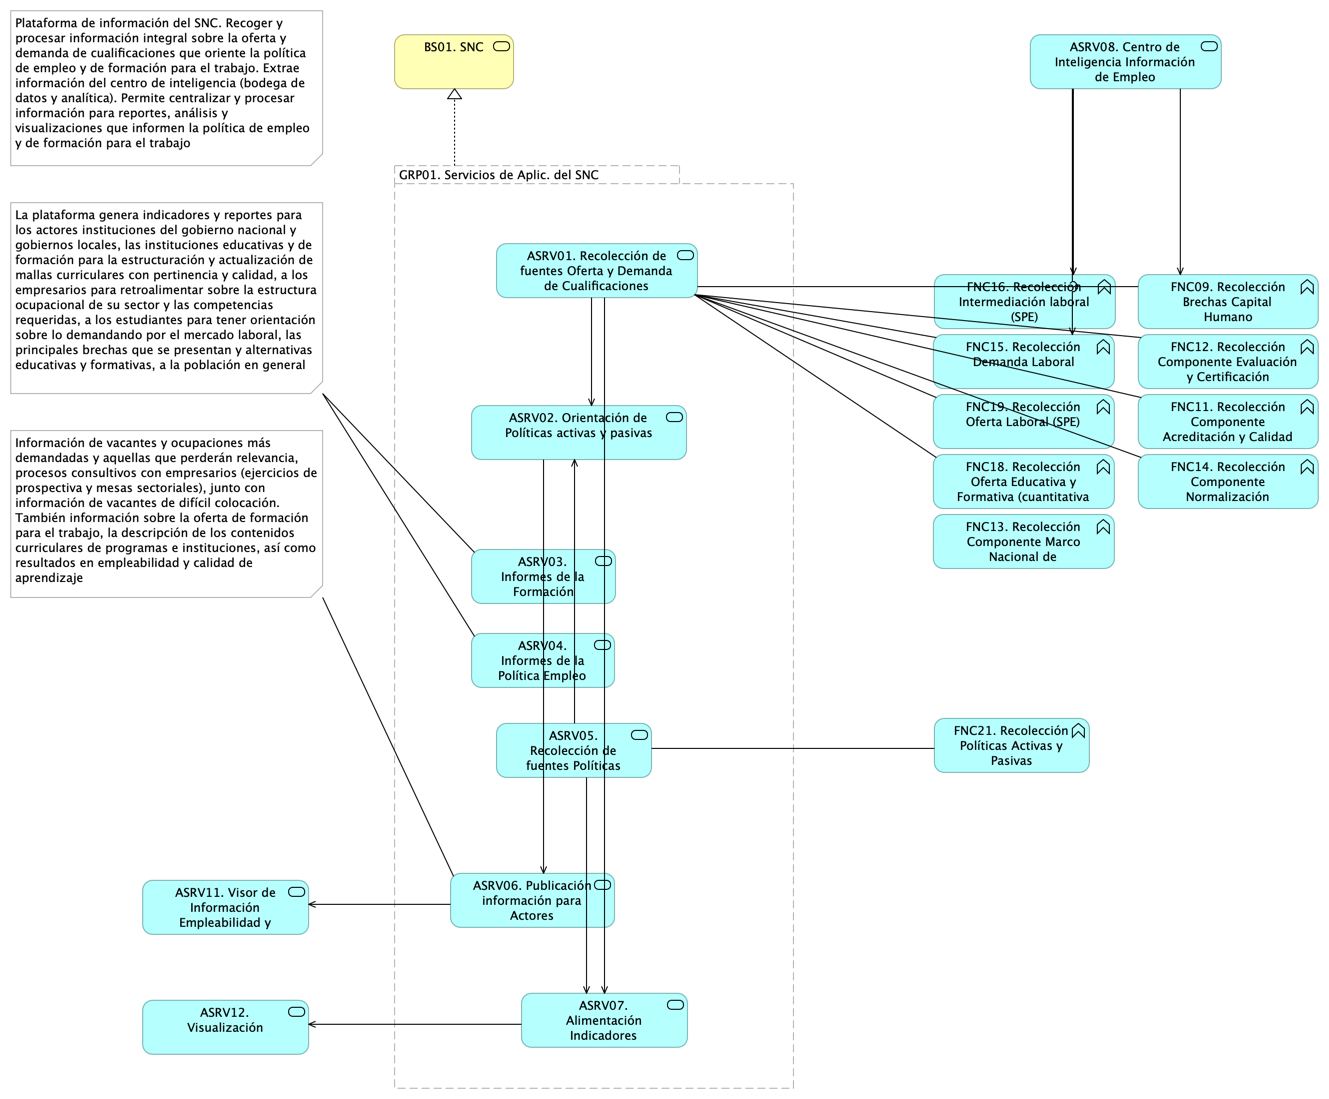 Plataforma de información del SNC. Recoger y
procesar información integral sobre la oferta y
demanda de cualificaciones que oriente la política
de empleo y de formación para el trabajo. Extrae
información del centro de inteligencia (bodega de
datos y analítica). Permite centralizar y procesar
información para reportes, análisis y
visualizaciones que informen la política de empleo
y de formación para el trabajo
BS01. SNC
ASRV08. Centro de
Inteligencia Información
de Empleo
GRP01. Servicios de Aplic. del SNC
La plataforma genera indicadores y reportes para
los actores instituciones del gobierno nacional y
gobiernos locales, las instituciones educativas y de
formación para la estructuración y actualización de
mallas curriculares con pertinencia y calidad, a los
empresarios para retroalimentar sobre la estructura
ocupacional de su sector y las competencias
requeridas, a los estudiantes para tener orientación
sobre lo demandando por el mercado laboral, las
principales brechas que se presentan y alternativas
educativas y formativas, a la población en general
ASRV01. Recolección de
fuentes Oferta y Demanda
de Cualificaciones
FNC16. Recolección
Intermediación laboral
(SPE)
FNC09. Recolección
Brechas Capital
Humano
FNC15. Recolección
Demanda Laboral
FNC12. Recolección
Componente Evaluación
y Certificación
FNC19. Recolección
Oferta Laboral (SPE)
FNC11. Recolección
Componente
Acreditación y Calidad
FNC18. Recolección
Oferta Educativa y
Formativa (cuantitativa
FNC14. Recolección
Componente
Normalización
FNC13. Recolección
Componente Marco
Nacional de
ASRV02. Orientación de
Políticas activas y pasivas
Información de vacantes y ocupaciones más
demandadas y aquellas que perderán relevancia,
procesos consultivos con empresarios (ejercicios de
prospectiva y mesas sectoriales), junto con
información de vacantes de difícil colocación.
También información sobre la oferta de formación
para el trabajo, la descripción de los contenidos
curriculares de programas e instituciones, así como
resultados en empleabilidad y calidad de
aprendizaje
ASRV03.
Informes de la
Formación
ASRV04.
Informes de la
Política Empleo
ASRV05.
Recolección de
fuentes Políticas
FNC21. Recolección
Políticas Activas y
Pasivas
ASRV06. Publicación
información para
Actores
ASRV11. Visor de
Información
Empleabilidad y
ASRV07.
Alimentación
Indicadores
ASRV12.
Visualización